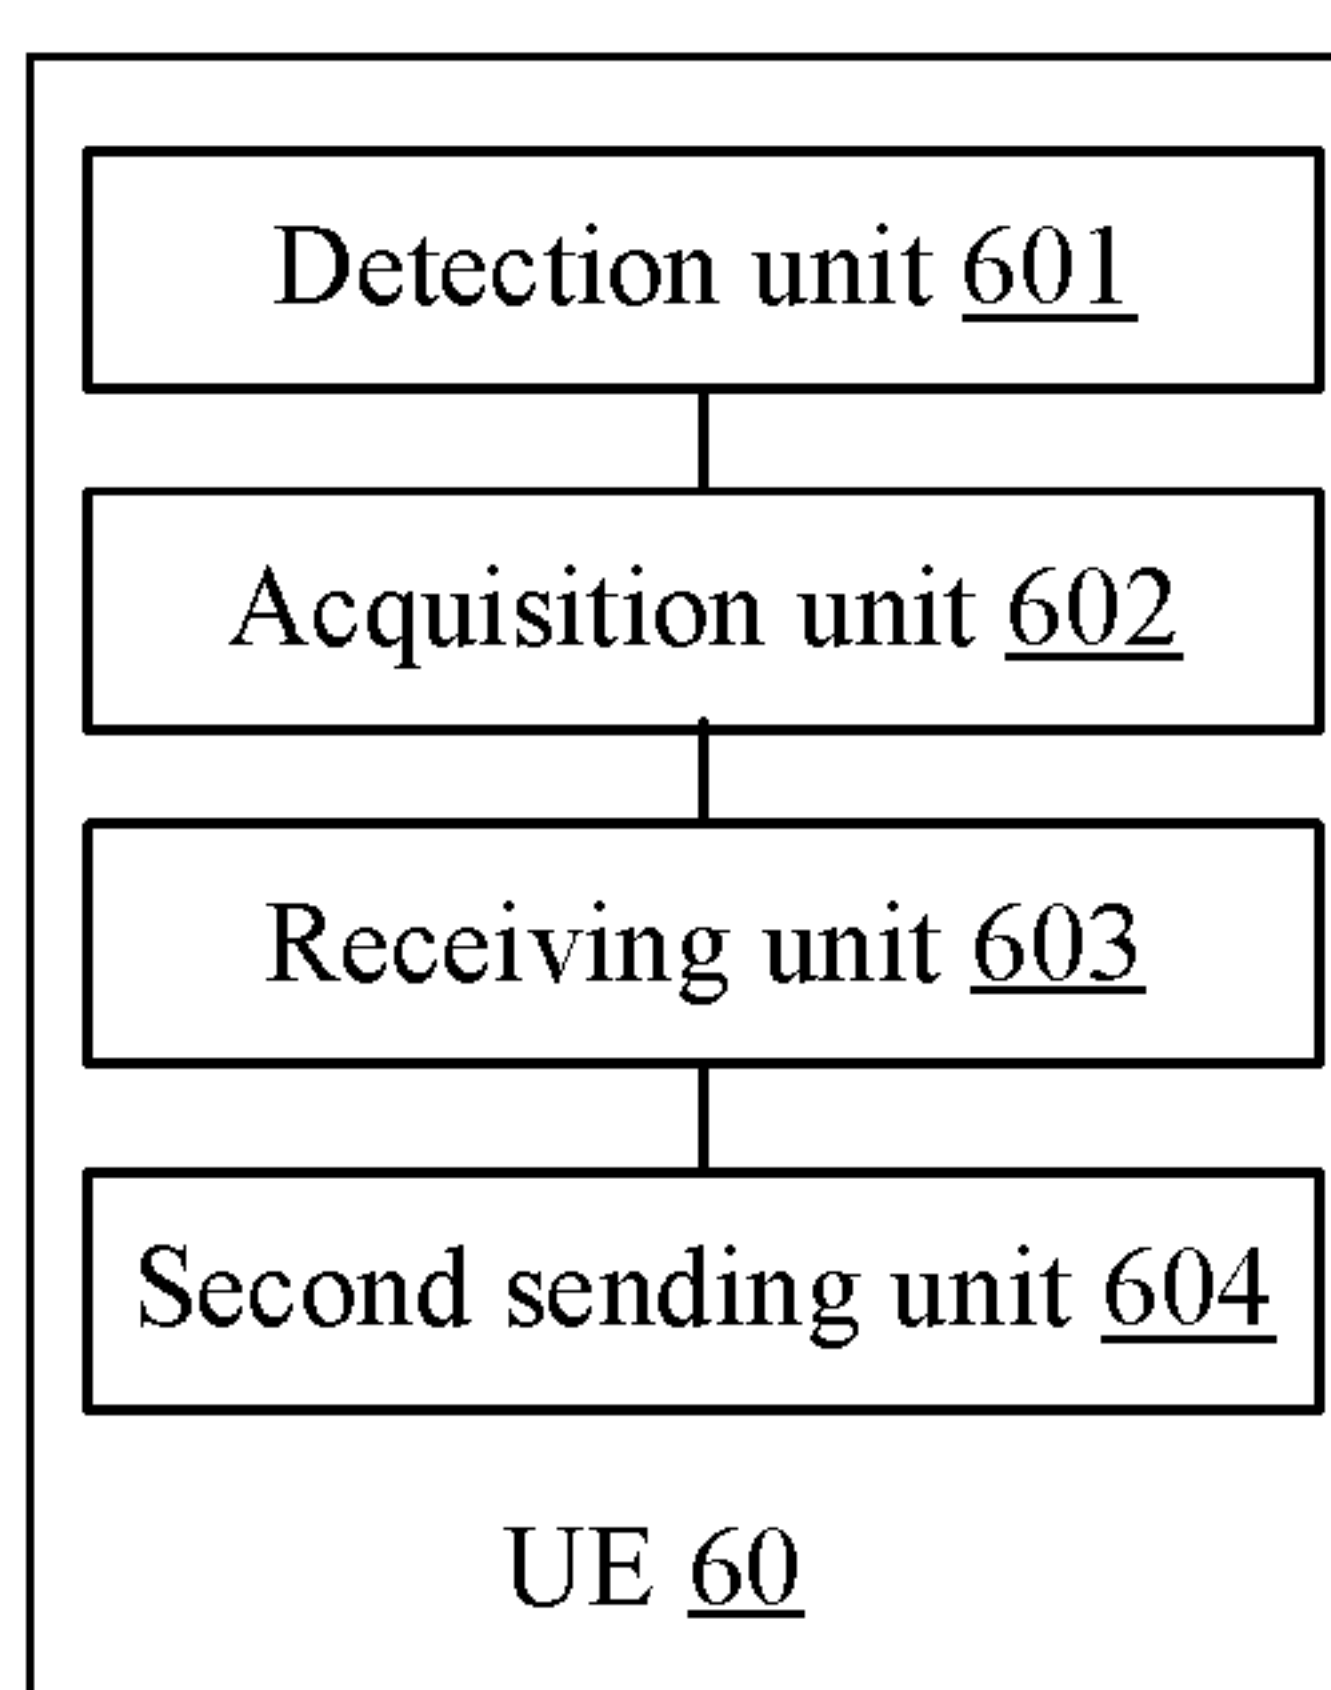 Detection unit 601
Acquisition unit 602
Receiving unit 603
Second sending unit 604
UE 60